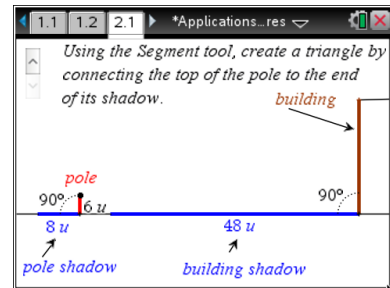 1.1 1.2 2.1 *Applications...res
Using the Segment tool, create a triangle by
connecting the top of the pole to the end
of its shadow.
building
pole
90° 6 u 90°
8 u 48 u
pole shadow building shadow